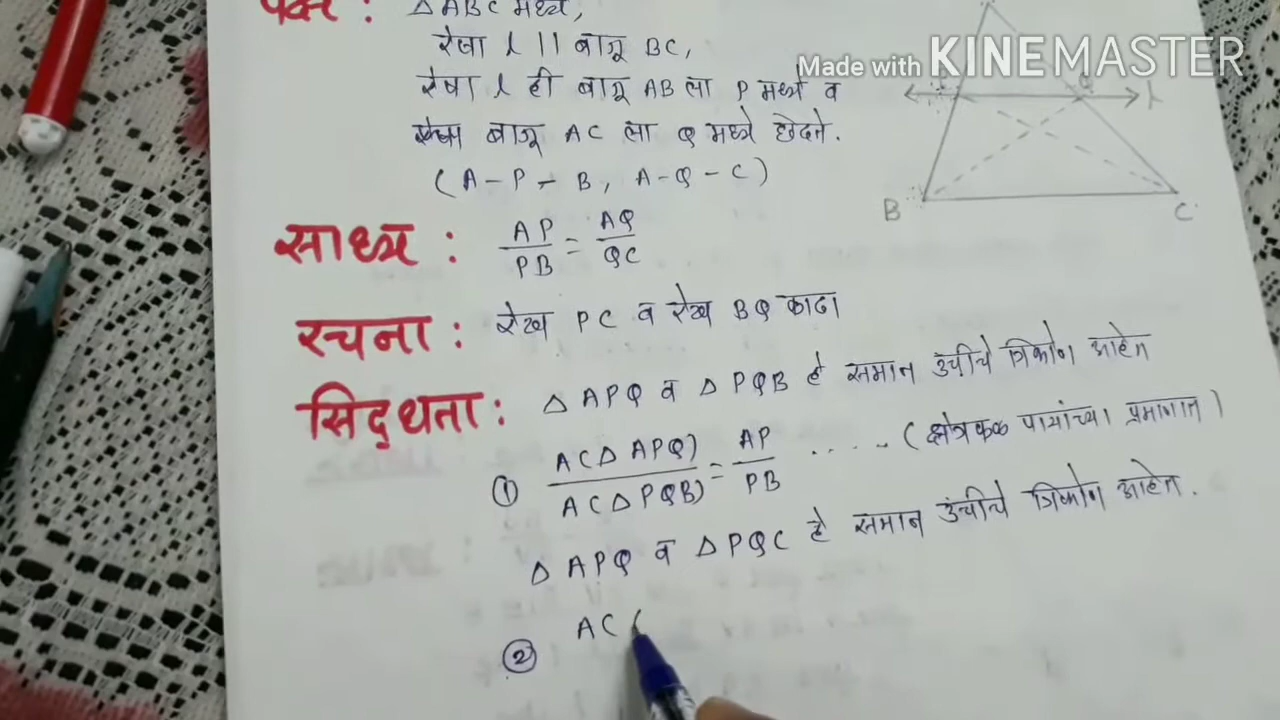 पक्ष : △ ABC मध्ये,
रेषा l || बाजू BC,
रेषा l ही बाजू AB ला P मध्ये व
बाजू AC ला Q मध्ये छेदते.
(A - P - B, A - Q - C)
Made with KINEMASTER
Q
l
B
C
साध्य : AP/PB = AQ/QC
रचना : रेख PC व रेख BQ काढा
सिद्धता : △ APQ व △ PQB हे समान उंचीचे त्रिकोण आहेत
① A(△ APQ)/A(△ PQB) = AP/PB ..... (क्षेत्रफळ पायांच्या प्रमाणात)
△ APQ व △ PQC हे समान उंचीचे त्रिकोण आहेत.
② A(